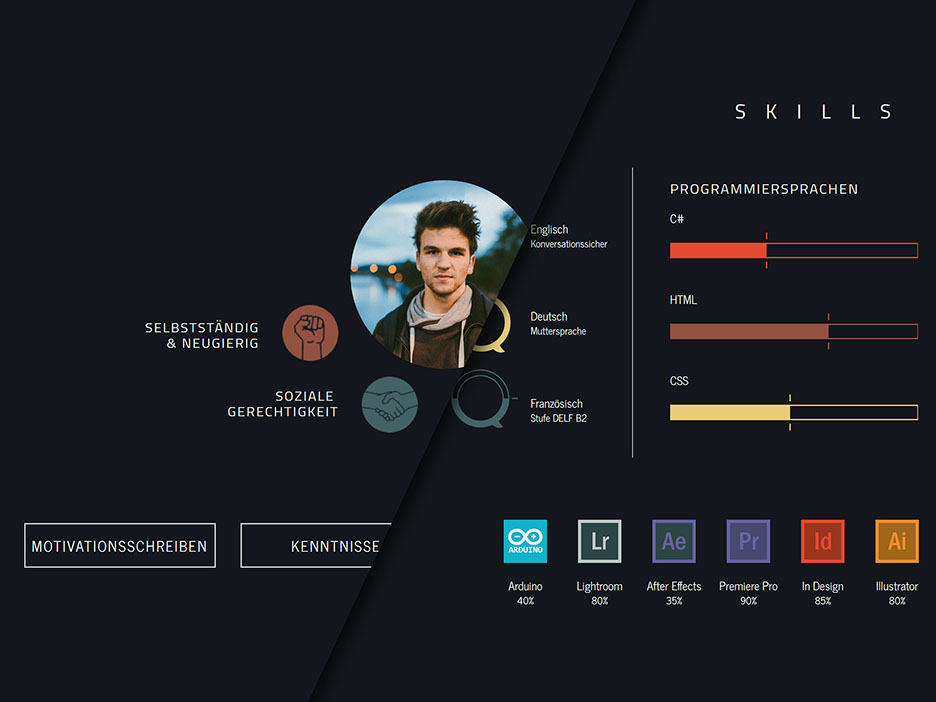 SKILLS
PROGRAMMIERSPRACHEN
C#
HTML
CSS
Englisch
Konversationssicher
Deutsch
Muttersprache
Französisch
Stufe DELF B2
SELBSTSTÄNDIG
& NEUGIERIG
SOZIALE
GERECHTIGKEIT
MOTIVATIONSSCHREIBEN
KENNTNISSE
ARDUINO
Lr
Ae
Pr
Id
Ai
Arduino
40%
Lightroom
80%
After Effects
35%
Premiere Pro
90%
In Design
85%
Illustrator
80%